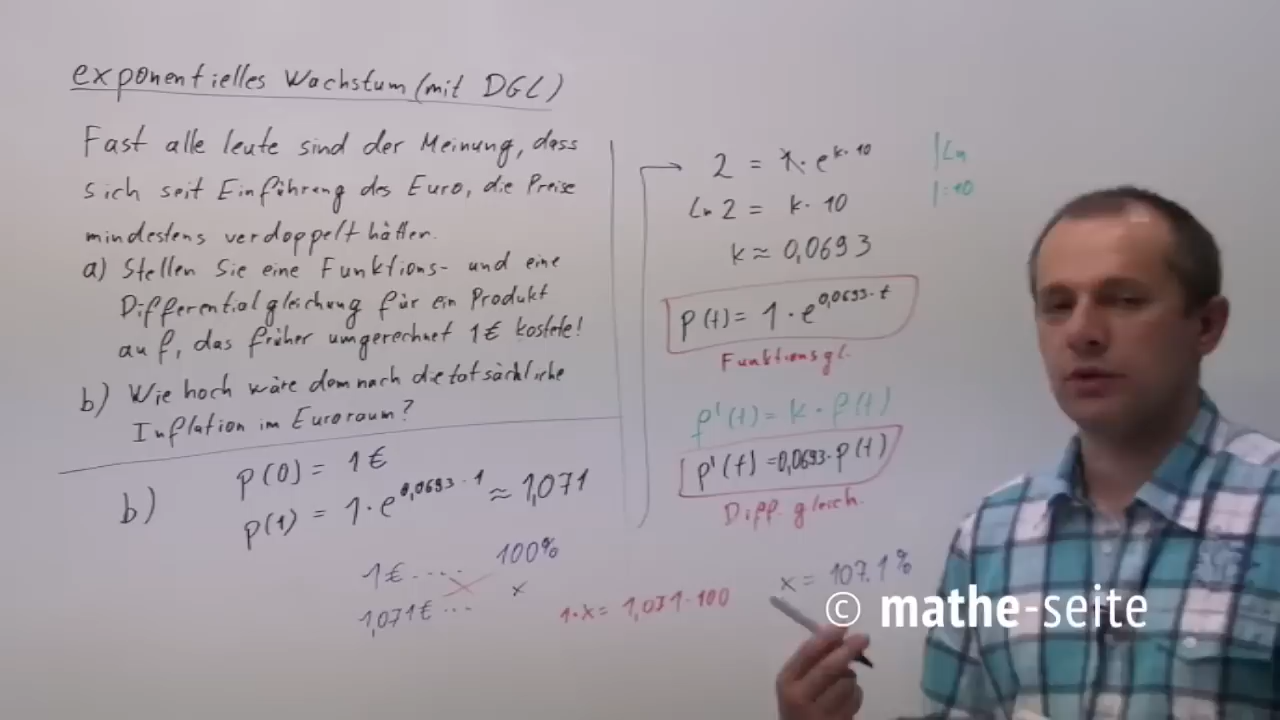 exponentielles Wachstum (mit DGL)
Fast alle leute sind der Meinung, dass
sich seit Einführung des Euro, die Preise
mindestens verdoppelt hätten.
a) Stellen Sie eine Funktions- und eine
Differentialgleichung für ein Produkt
auf, das früher umgerechnet 1€ kostete!
b) Wie hoch wäre demnach die tatsächliche
Inflation im Euroraum?
b) p(0) = 1€
p(1) = 1·e^0,0693·1 ≈ 1,071
1€ .... 100%
1,071€ ... x
1·x = 1,071·100
x = 107.1%
2 = 1·e^k·10 |Ln
Ln 2 = k·10 |:10
k ≈ 0,0693
p(t) = 1·e^0,0693·t
Funktionsgl.
p'(t) = k·p(t)
p'(t) = 0,0693·p(t)
Diff.gleich.
© mathe-seite